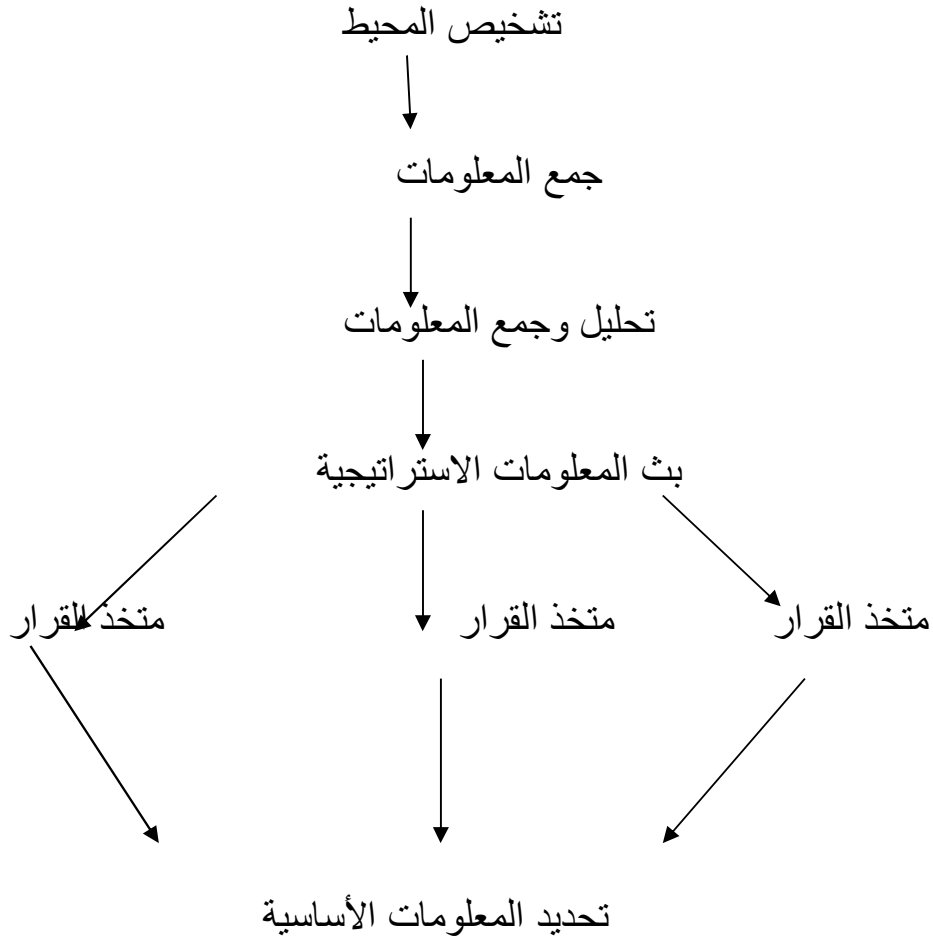 تشخيص المحيط
جمع المعلومات
تحليل وجمع المعلومات
بث المعلومات الاستراتيجية
متخذ القرار متخذ القرار متخذ القرار
تحديد المعلومات الأساسية